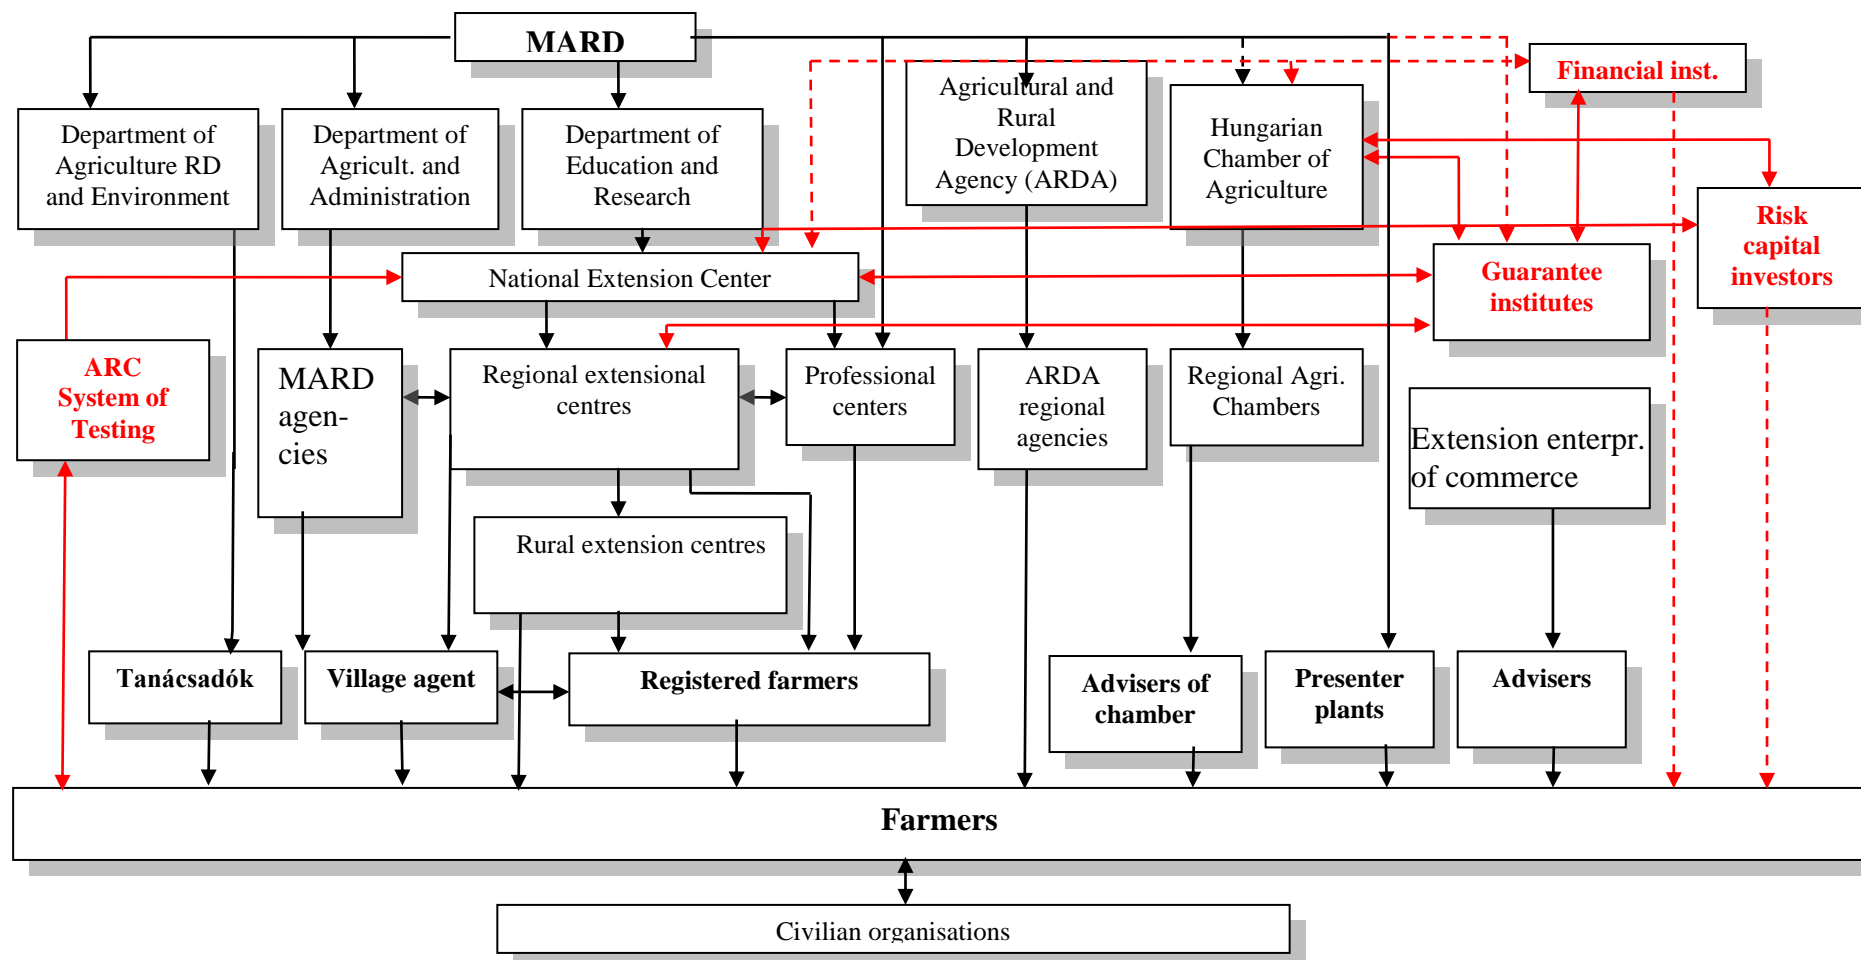 MARD
Financial inst.
Department of
Agriculture RD
and Environment
Department of
Agricult. and
Administration
Department of
Education and
Research
Agricultural and
Rural
Development
Agency (ARDA)
Hungarian
Chamber of
Agriculture
Risk
capital
investors
National Extension Center
Guarantee
institutes
ARC
System of
Testing
MARD
agen-
cies
Regional extensional
centres
Professional
centers
ARDA
regional
agencies
Regional Agri.
Chambers
Extension enterpr.
of commerce
Rural extension centres
Tanácsadók
Village agent
Registered farmers
Advisers of
chamber
Presenter
plants
Advisers
Farmers
Civilian organisations